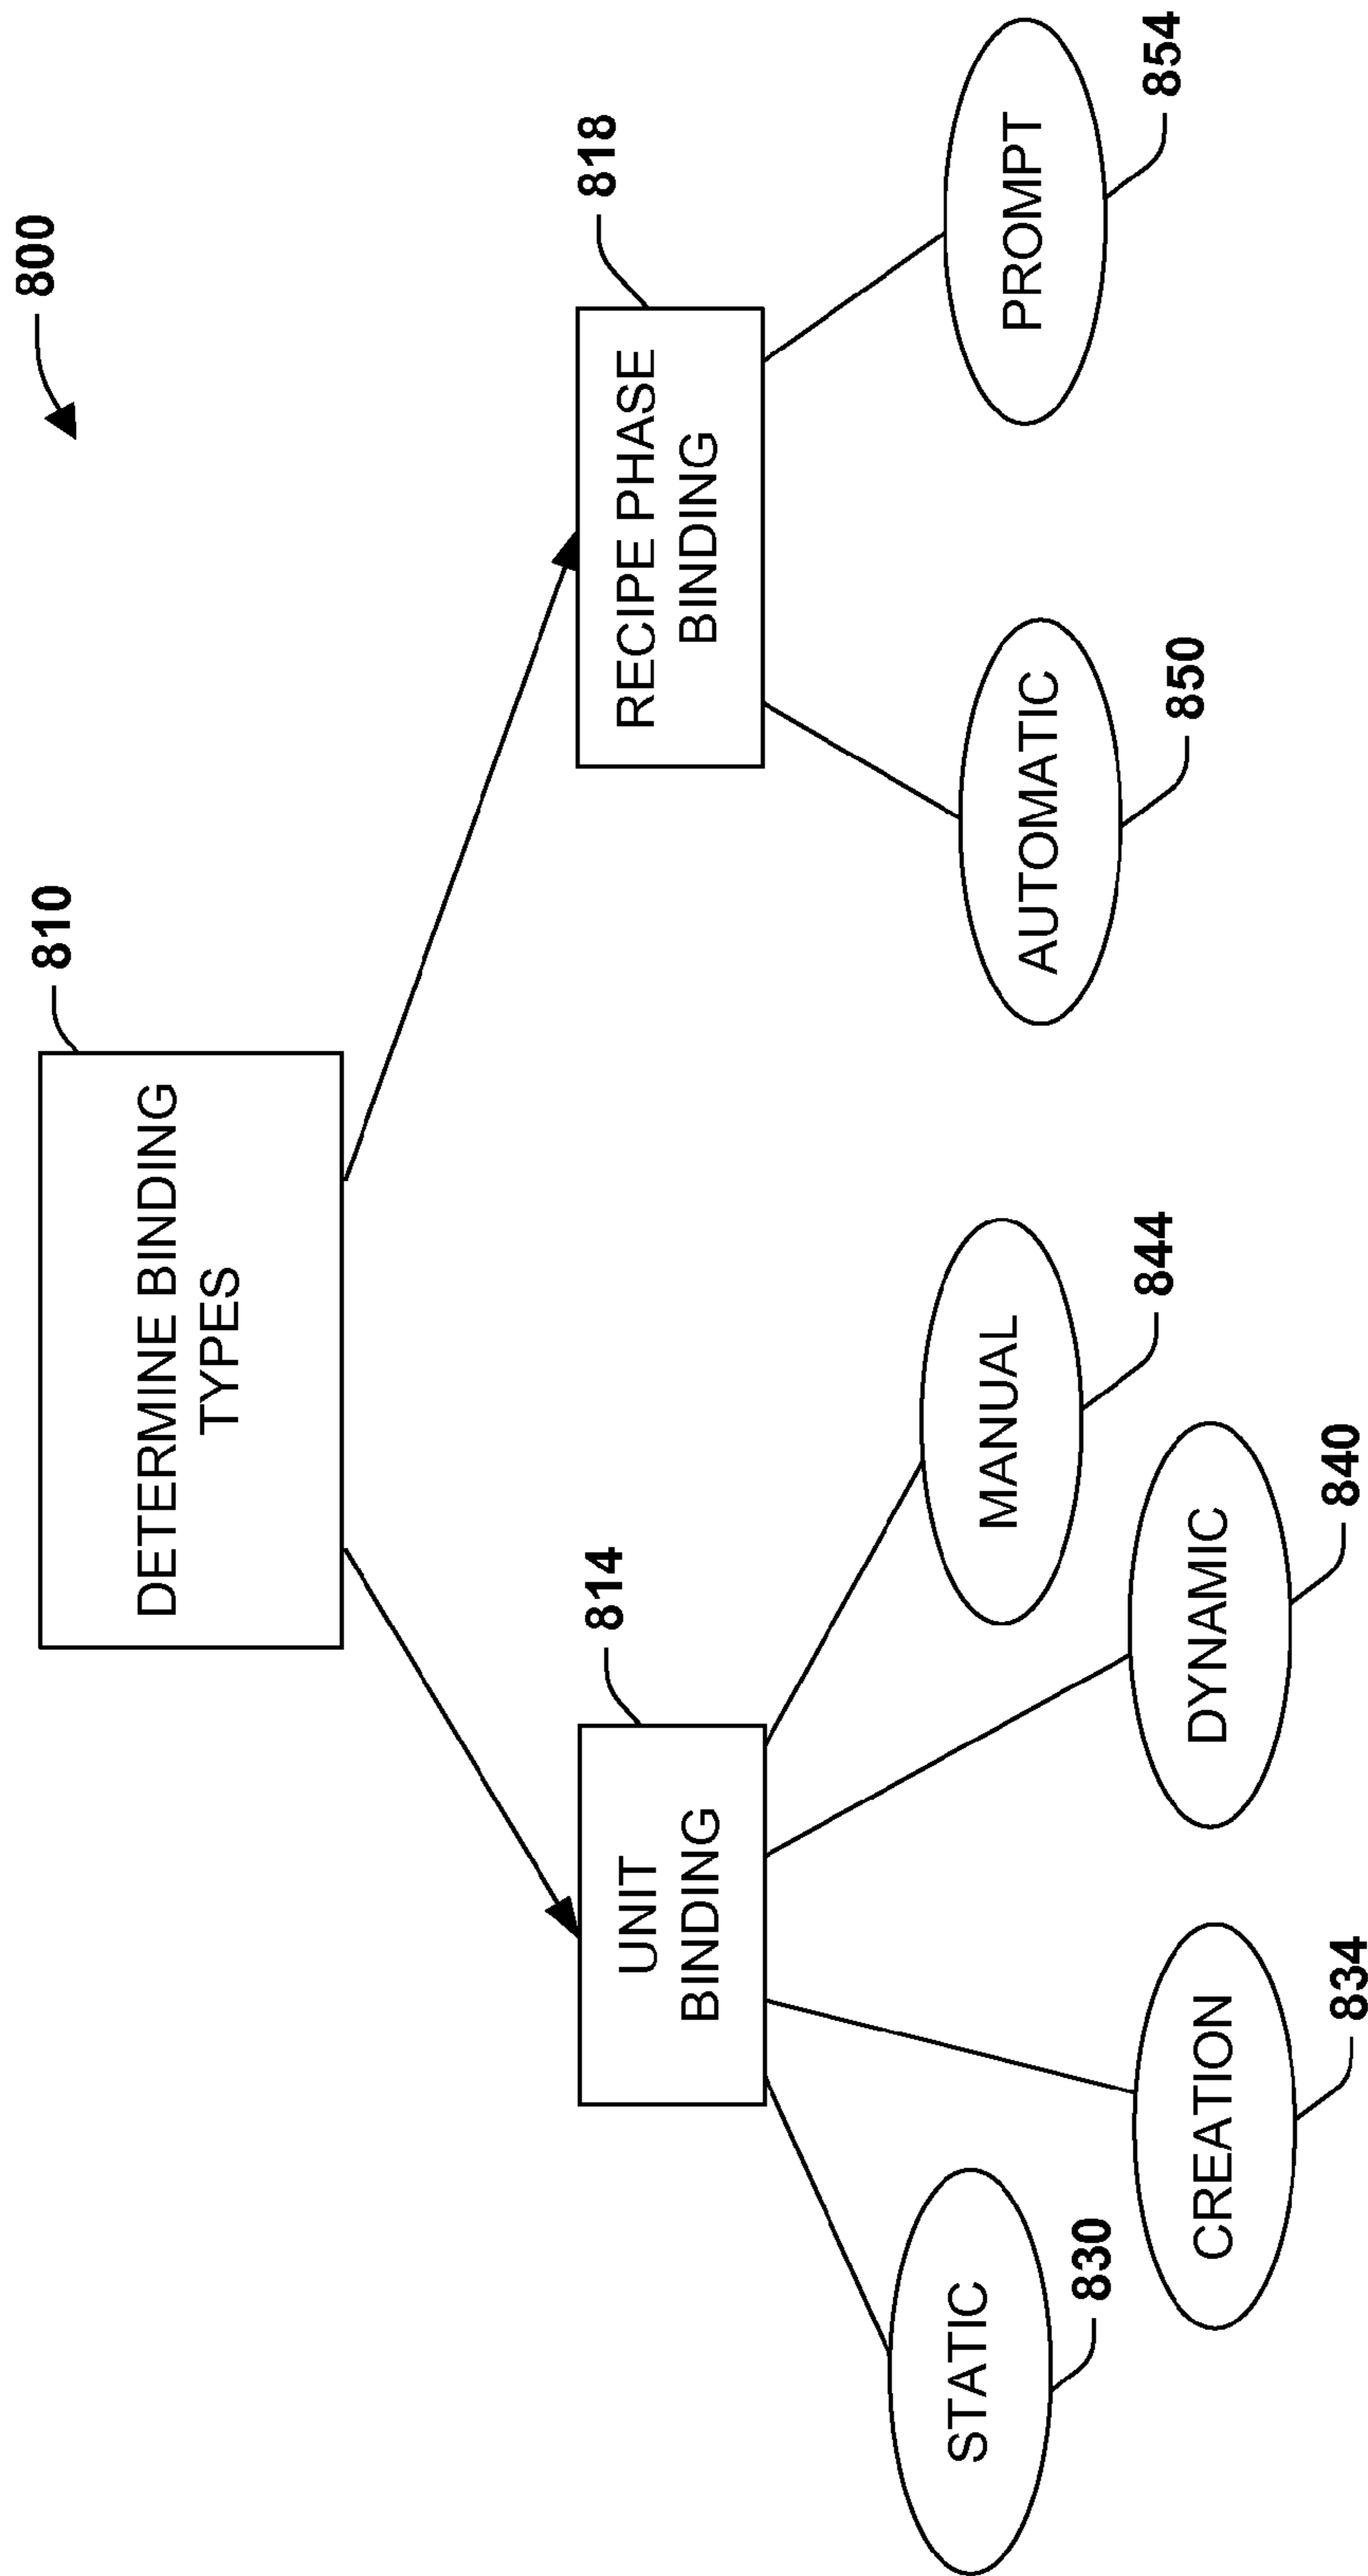 800
DETERMINE BINDING
TYPES
810
UNIT
BINDING
814
RECIPE PHASE
BINDING
818
STATIC
830
CREATION
834
DYNAMIC
840
MANUAL
844
AUTOMATIC
850
PROMPT
854